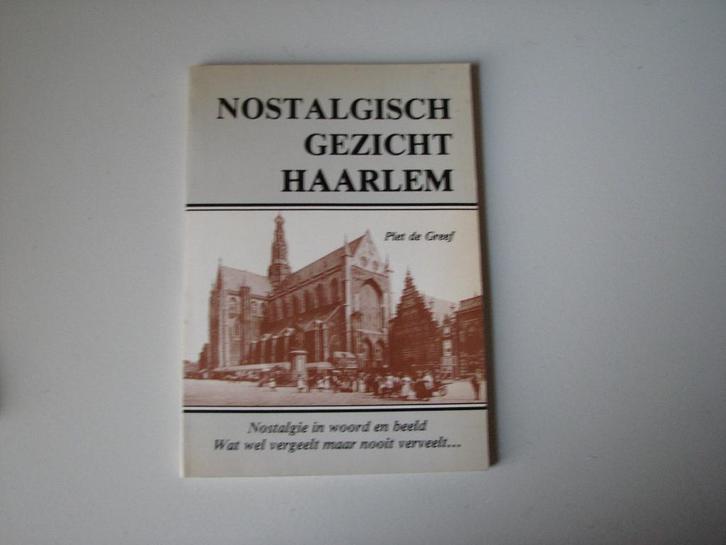 NOSTALGISCH
GEZICHT
HAARLEM
Piet de Greef
Nostalgie in woord en beeld
Wat wel vergeelt maar nooit verveelt...